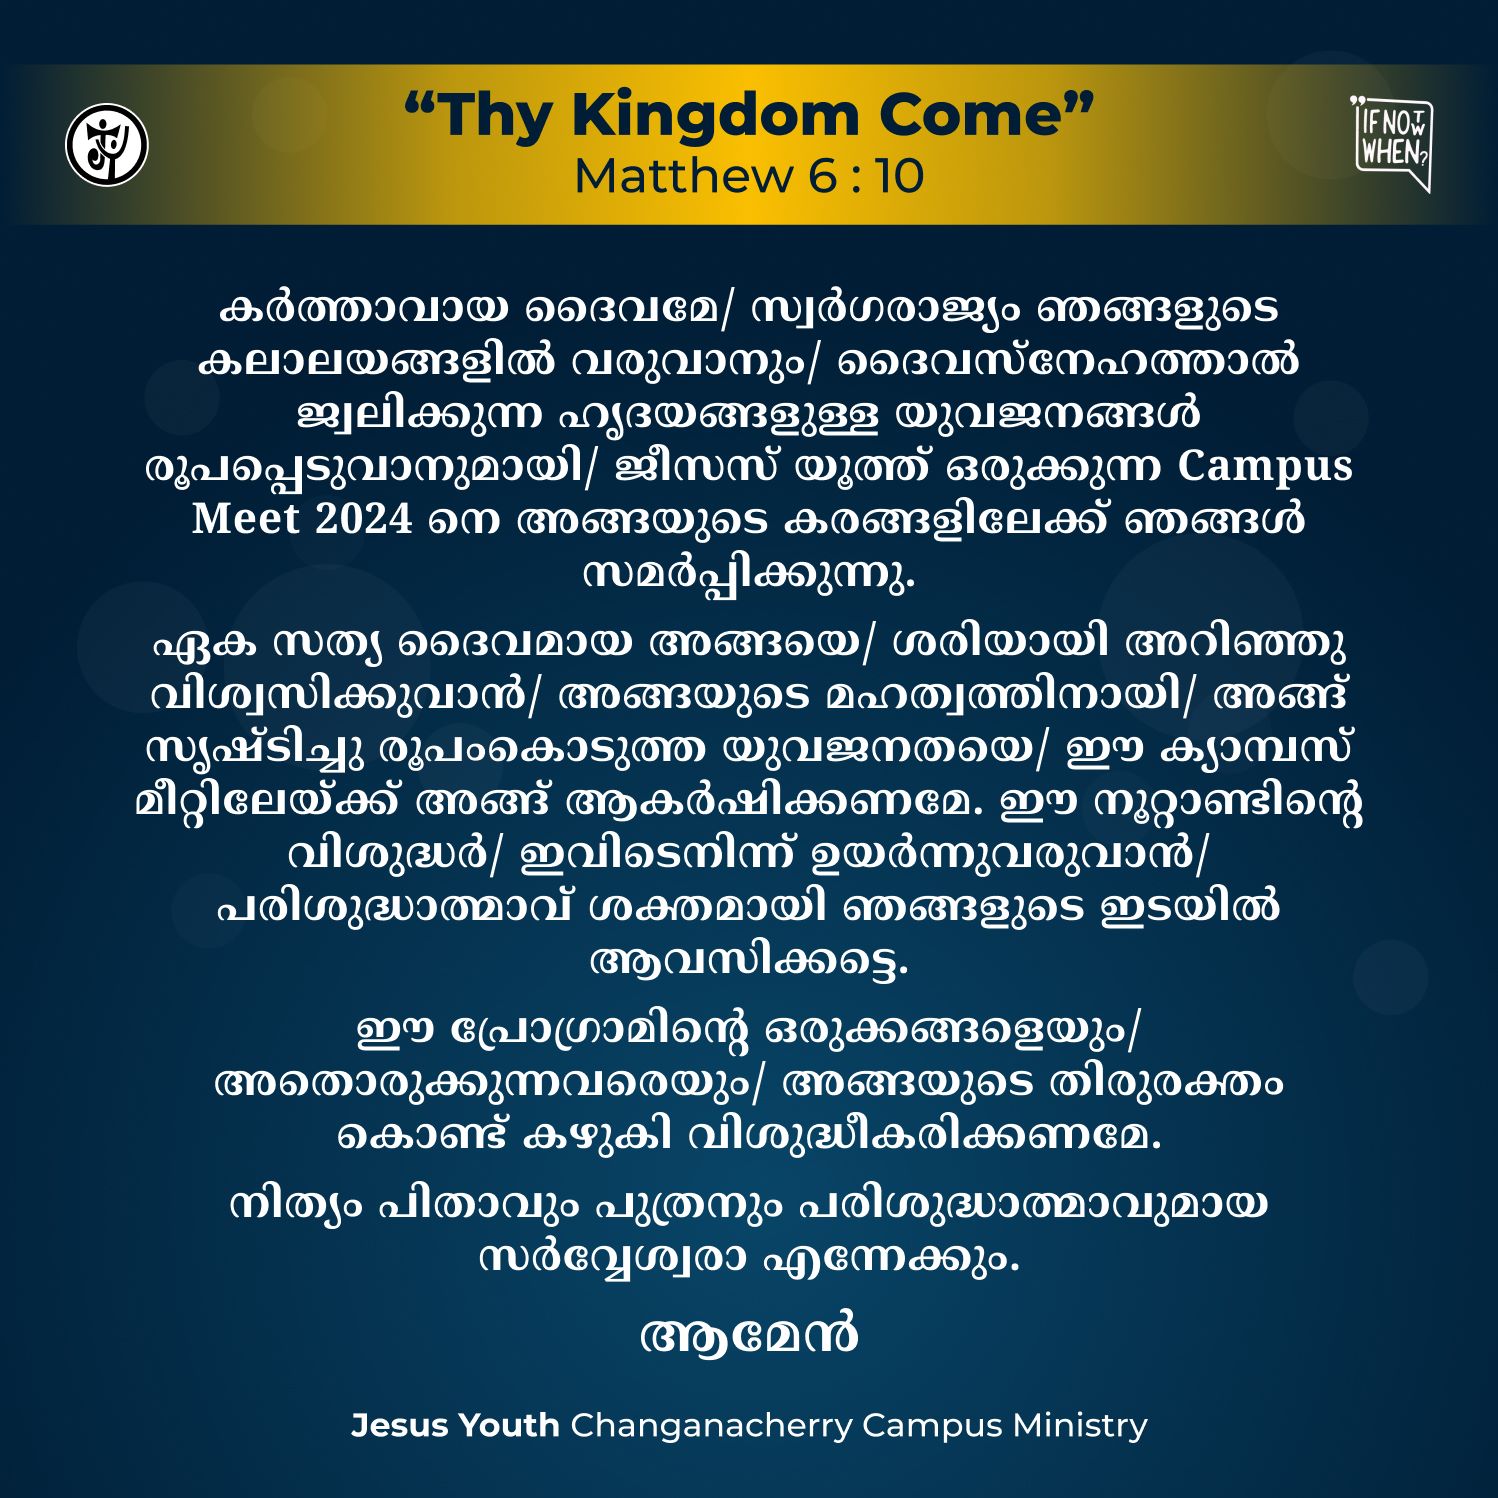 “Thy Kingdom Come”
Matthew 6 : 10
”IF NOT
NOW
WHEN?
കർത്താവായ ദൈവമേ/ സ്വർഗരാജ്യം ഞങ്ങളുടെ
കലാലയങ്ങളിൽ വരുവാനും/ ദൈവസ്നേഹത്താൽ
ജ്വലിക്കുന്ന ഹൃദയങ്ങളുള്ള യുവജനങ്ങൾ
രൂപപ്പെടുവാനുമായി/ ജീസസ് യൂത്ത് ഒരുക്കുന്ന Campus
Meet 2024 നെ അങ്ങയുടെ കരങ്ങളിലേക്ക് ഞങ്ങൾ
സമർപ്പിക്കുന്നു.
ഏക സത്യ ദൈവമായ അങ്ങയെ/ ശരിയായി അറിഞ്ഞു
വിശ്വസിക്കുവാൻ/ അങ്ങയുടെ മഹത്വത്തിനായി/ അങ്ങ്
സൃഷ്ടിച്ചു രൂപംകൊടുത്ത യുവജനതയെ/ ഈ ക്യാമ്പസ്
മീറ്റിലേയ്ക്ക് അങ്ങ് ആകർഷിക്കണമേ. ഈ നൂറ്റാണ്ടിന്റെ
വിശുദ്ധർ/ ഇവിടെനിന്ന് ഉയർന്നുവരുവാൻ/
പരിശുദ്ധാത്മാവ് ശക്തമായി ഞങ്ങളുടെ ഇടയിൽ
ആവസിക്കട്ടെ.
ഈ പ്രോഗ്രാമിന്റെ ഒരുക്കങ്ങളെയും/
അതൊരുക്കുന്നവരെയും/ അങ്ങയുടെ തിരുരക്തം
കൊണ്ട് കഴുകി വിശുദ്ധീകരിക്കണമേ.
നിത്യം പിതാവും പുത്രനും പരിശുദ്ധാത്മാവുമായ
സർവ്വേശ്വരാ എന്നേക്കും.
ആമേൻ
Jesus Youth Changanacherry Campus Ministry